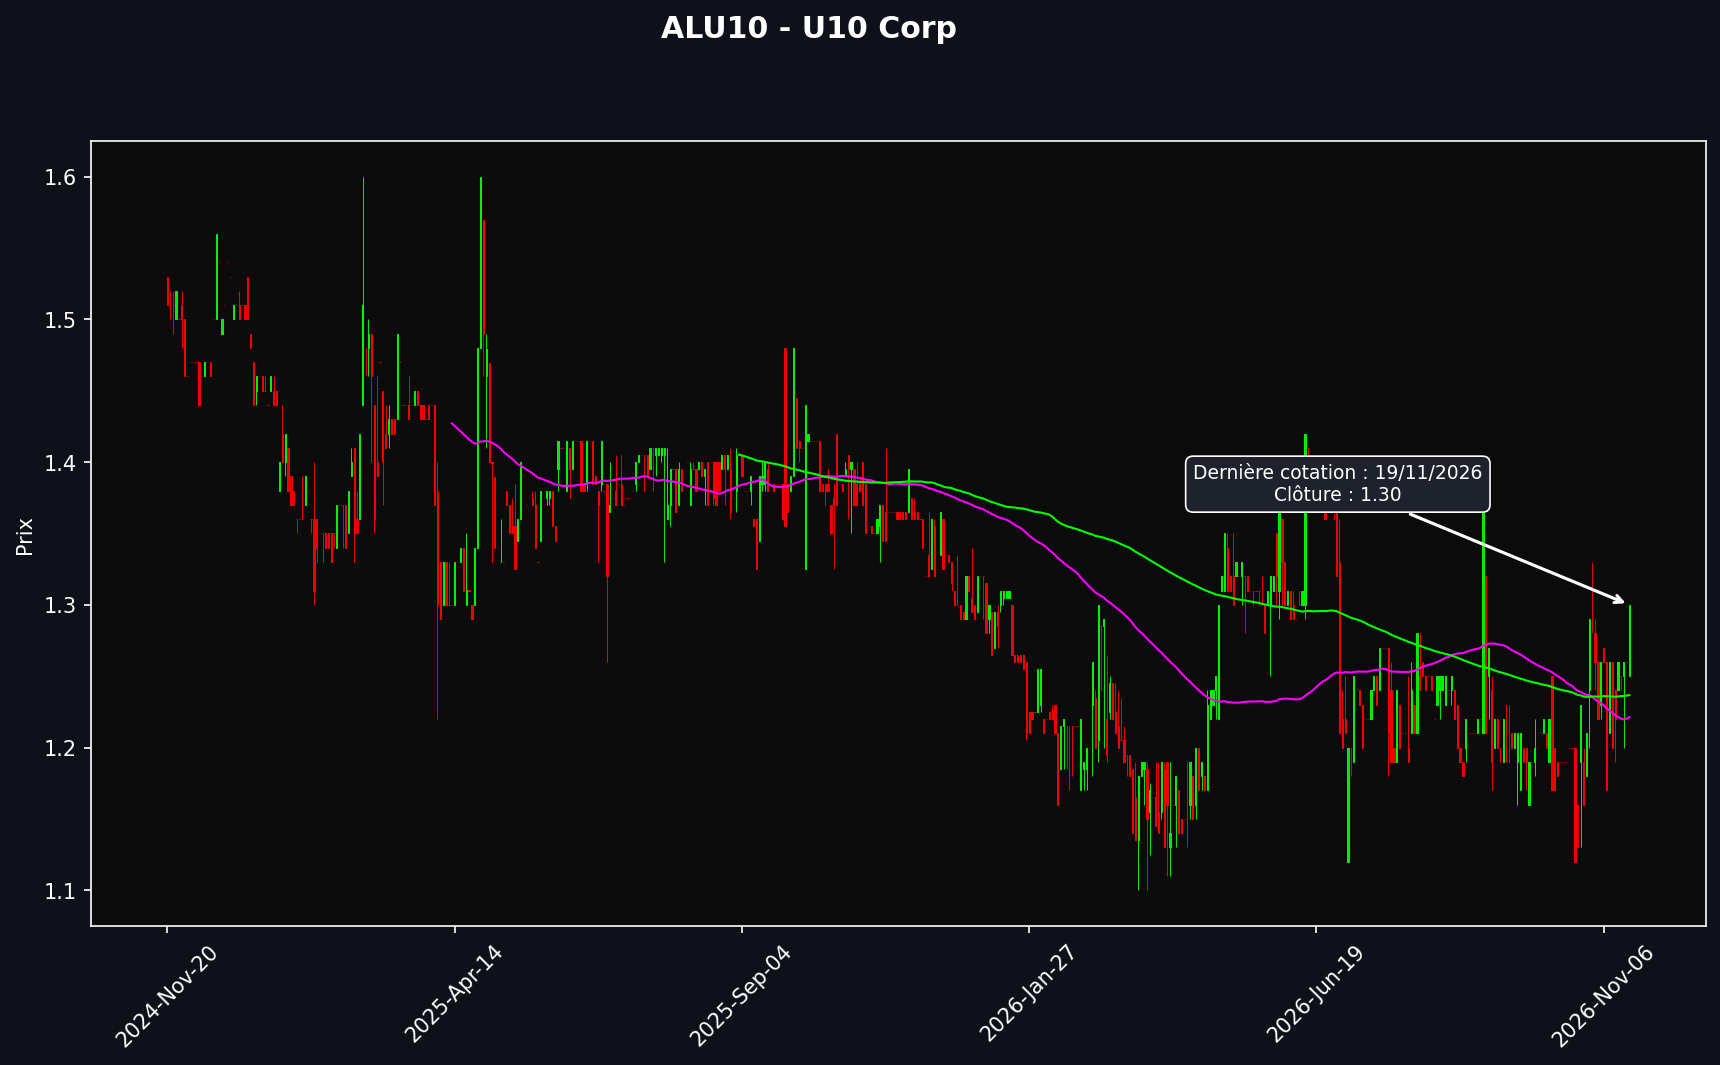 ALU10 - U10 Corp
Dernière cotation : 19/11/2026
Clôture : 1.30
Prix
1.6
1.5
1.4
1.3
1.2
1.1
2024-Nov-20
2025-Apr-14
2025-Sep-04
2026-Jan-27
2026-Jun-19
2026-Nov-06